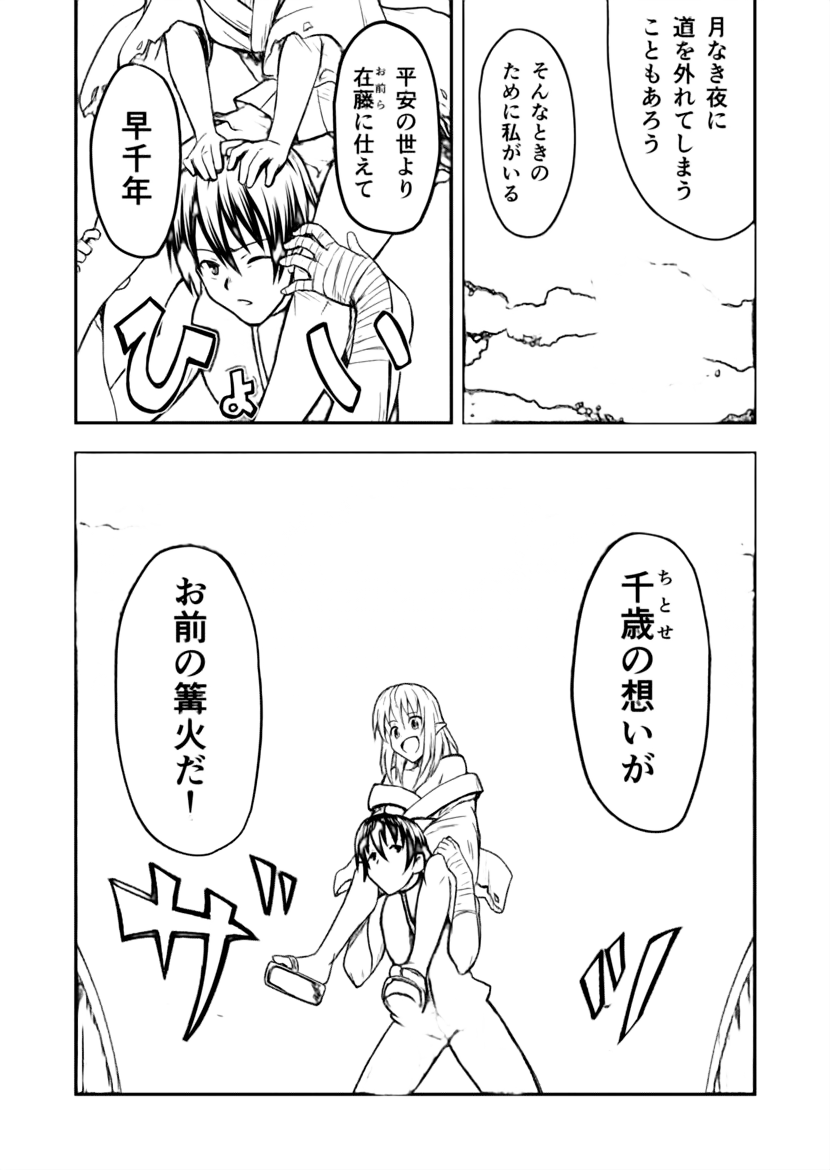 月なき夜に
道を外れてしまう
こともあろう
そんなときの
ために私がいる
平安の世より
在藤に仕えて
お前ら
早千年
ひょい
千歳の想いが
ちとせ
お前の篝火だ！
ザッ